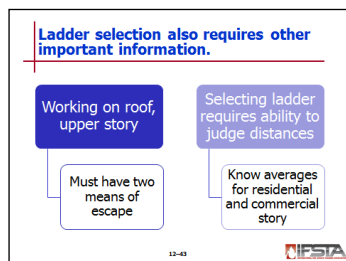 Ladder selection also requires other
important information.
Working on roof,
upper story
Must have two
means of
escape
Selecting ladder
requires ability to
judge distances
Know averages
for residential
and commercial
story
12–43
IFSTA